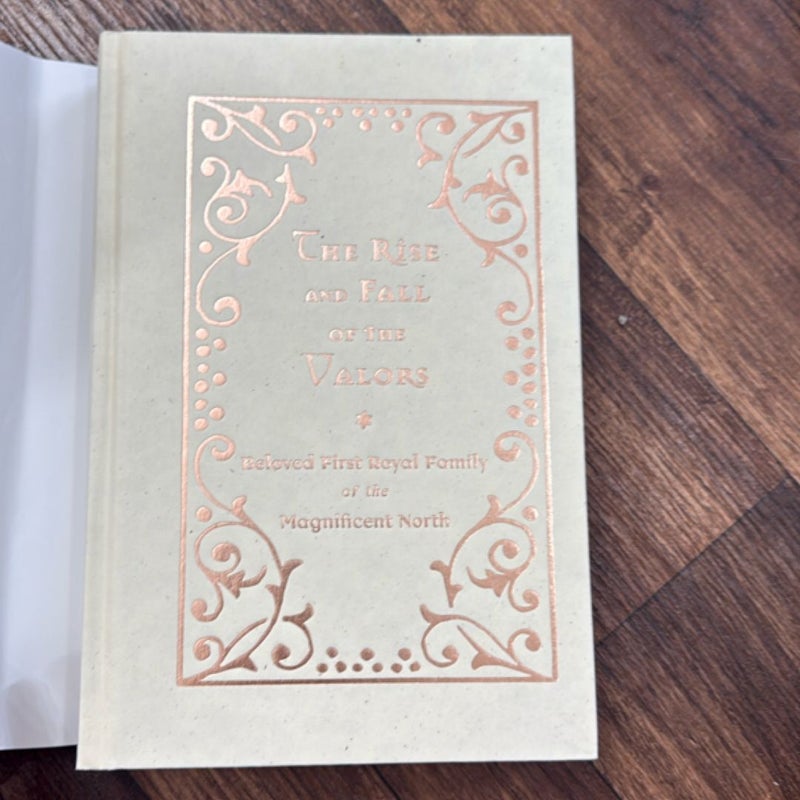 The Rise
and Fall
of the
Valors
Beloved First Royal Family
of the
Magnificent North